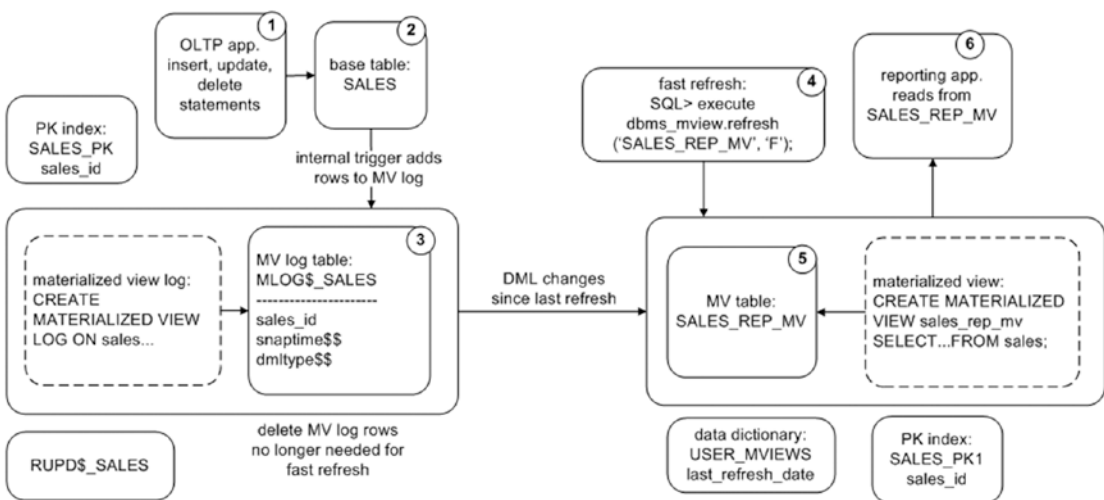 1
OLTP app.
insert, update,
delete
statements
2
base table:
SALES
PK index:
SALES_PK
sales_id
internal trigger adds
rows to MV log
materialized view log:
CREATE
MATERIALIZED VIEW
LOG ON sales...
3
MV log table:
MLOG$_SALES
------------------------
sales_id
snaptime$$
dmltype$$
RUPD$_SALES
delete MV log rows
no longer needed for
fast refresh
DML changes
since last refresh
4
fast refresh:
SQL> execute
dbms_mview.refresh
(‘SALES_REP_MV’, ‘F’);
5
MV table:
SALES_REP_MV
6
reporting app.
reads from
SALES_REP_MV
materialized view:
CREATE MATERIALIZED
VIEW sales_rep_mv
SELECT...FROM sales;
data dictionary:
USER_MVIEWS
last_refresh_date
PK index:
SALES_PK1
sales_id